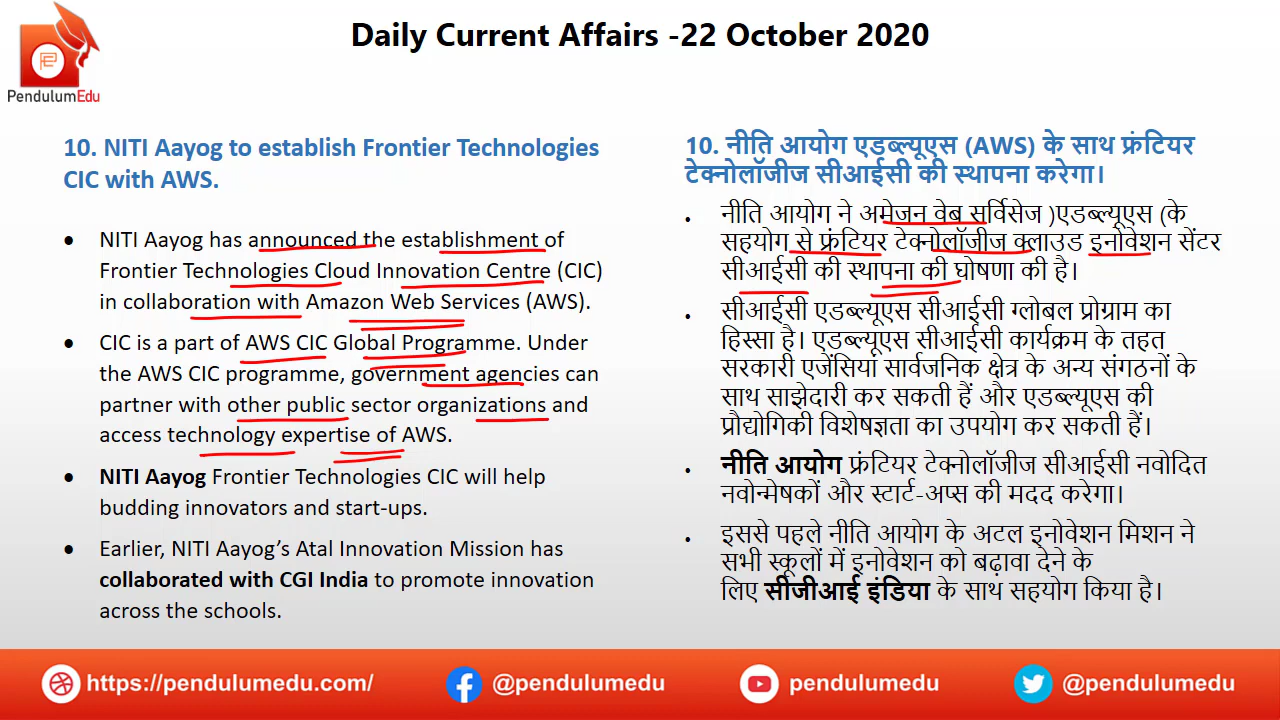 Daily Current Affairs -22 October 2020
PendulumEdu
10. NITI Aayog to establish Frontier Technologies
CIC with AWS.
● NITI Aayog has announced the establishment of
Frontier Technologies Cloud Innovation Centre (CIC)
in collaboration with Amazon Web Services (AWS).
● CIC is a part of AWS CIC Global Programme. Under
the AWS CIC programme, government agencies can
partner with other public sector organizations and
access technology expertise of AWS.
● NITI Aayog Frontier Technologies CIC will help
budding innovators and start-ups.
● Earlier, NITI Aayog’s Atal Innovation Mission has
collaborated with CGI India to promote innovation
across the schools.
10. नीति आयोग एडब्ल्यूएस (AWS) के साथ फ्रंटियर
टेक्नोलॉजीज सीआईसी की स्थापना करेगा।
• नीति आयोग ने अमेजन वेब सर्विसेज )एडब्ल्यूएस (के
सहयोग से फ्रंटियर टेक्नोलॉजीज क्लाउड इनोवेशन सेंटर
सीआईसी की स्थापना की घोषणा की है।
• सीआईसी एडब्ल्यूएस सीआईसी ग्लोबल प्रोग्राम का
हिस्सा है। एडब्ल्यूएस सीआईसी कार्यक्रम के तहत
सरकारी एजेंसियां सार्वजनिक क्षेत्र के अन्य संगठनों के
साथ साझेदारी कर सकती हैं और एडब्ल्यूएस की
प्रौद्योगिकी विशेषज्ञता का उपयोग कर सकती हैं।
• नीति आयोग फ्रंटियर टेक्नोलॉजीज सीआईसी नवोदित
नवोन्मेषकों और स्टार्ट-अप्स की मदद करेगा।
• इससे पहले नीति आयोग के अटल इनोवेशन मिशन ने
सभी स्कूलों में इनोवेशन को बढ़ावा देने के
लिए सीजीआई इंडिया के साथ सहयोग किया है।
https://pendulumedu.com/ @pendulumedu pendulumedu @pendulumedu